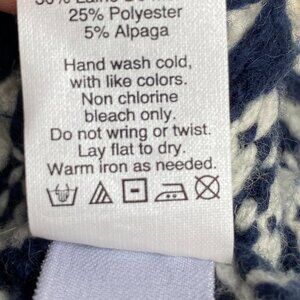 25% Polyester
5% Alpaga
Hand wash cold,
with like colors.
Non chlorine
bleach only.
Do not wring or twist.
Lay flat to dry.
Warm iron as needed.